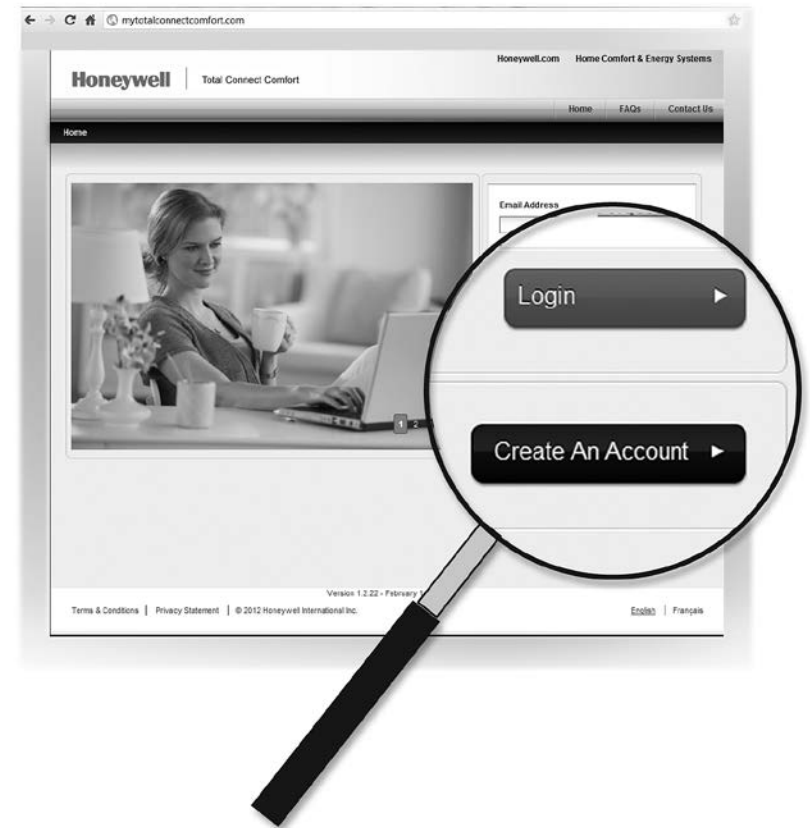 mytotalconnectcomfort.com
Honeywell.com Home Comfort & Energy Systems
Honeywell Total Connect Comfort
Home FAQs Contact Us
Home
Email Address
Login
1 2
Create An Account
Version 1.2.22 - February
Terms & Conditions | Privacy Statement | © 2012 Honeywell International Inc. English | Français